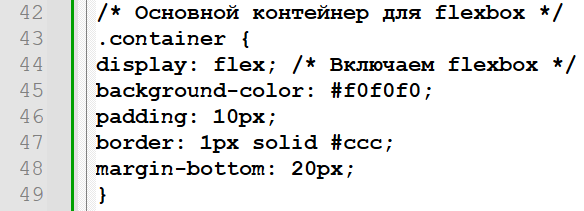 42 /* Основной контейнер для flexbox */
43 .container {
44 display: flex; /* Включаем flexbox */
45 background-color: #f0f0f0;
46 padding: 10px;
47 border: 1px solid #ccc;
48 margin-bottom: 20px;
49 }